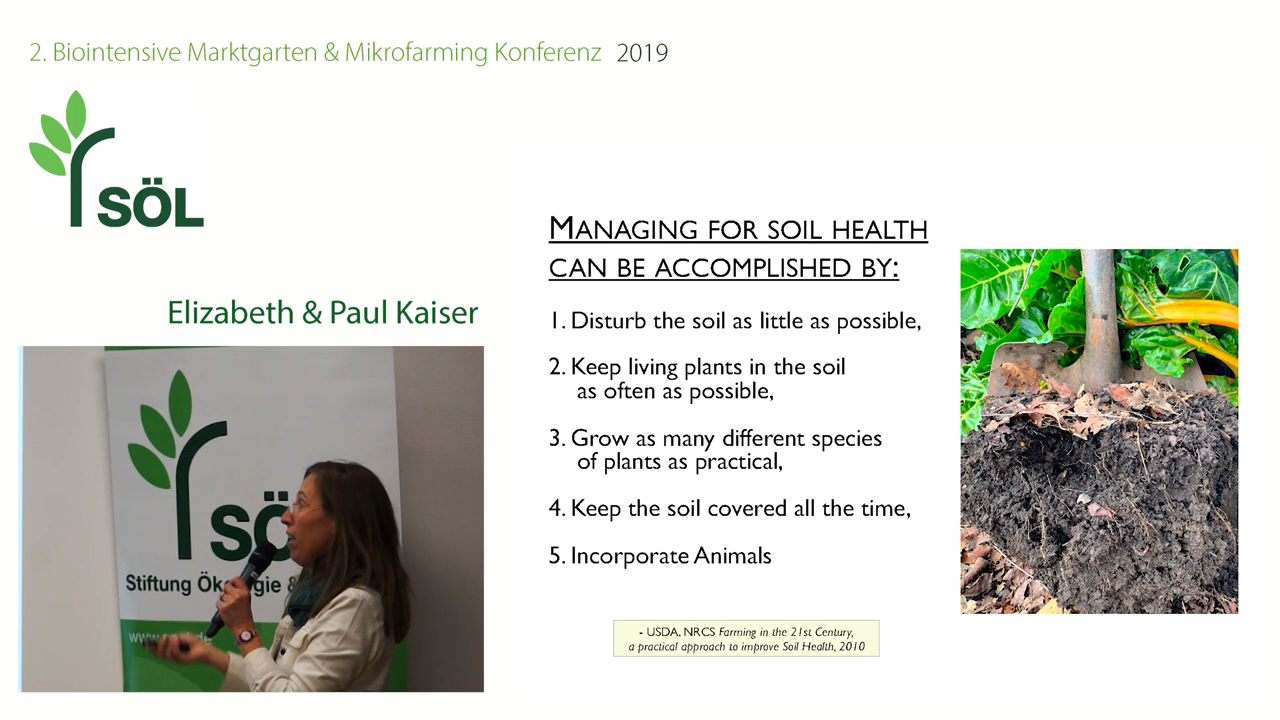 2. Biointensive Marktgarten & Mikrofarming Konferenz 2019
SÖL
Elizabeth & Paul Kaiser
SÖ
Stiftung Ök
MANAGING FOR SOIL HEALTH
CAN BE ACCOMPLISHED BY:
1. Disturb the soil as little as possible,
2. Keep living plants in the soil
as often as possible,
3. Grow as many different species
of plants as practical,
4. Keep the soil covered all the time,
5. Incorporate Animals
- USDA, NRCS Farming in the 21st Century,
a practical approach to improve Soil Health, 2010